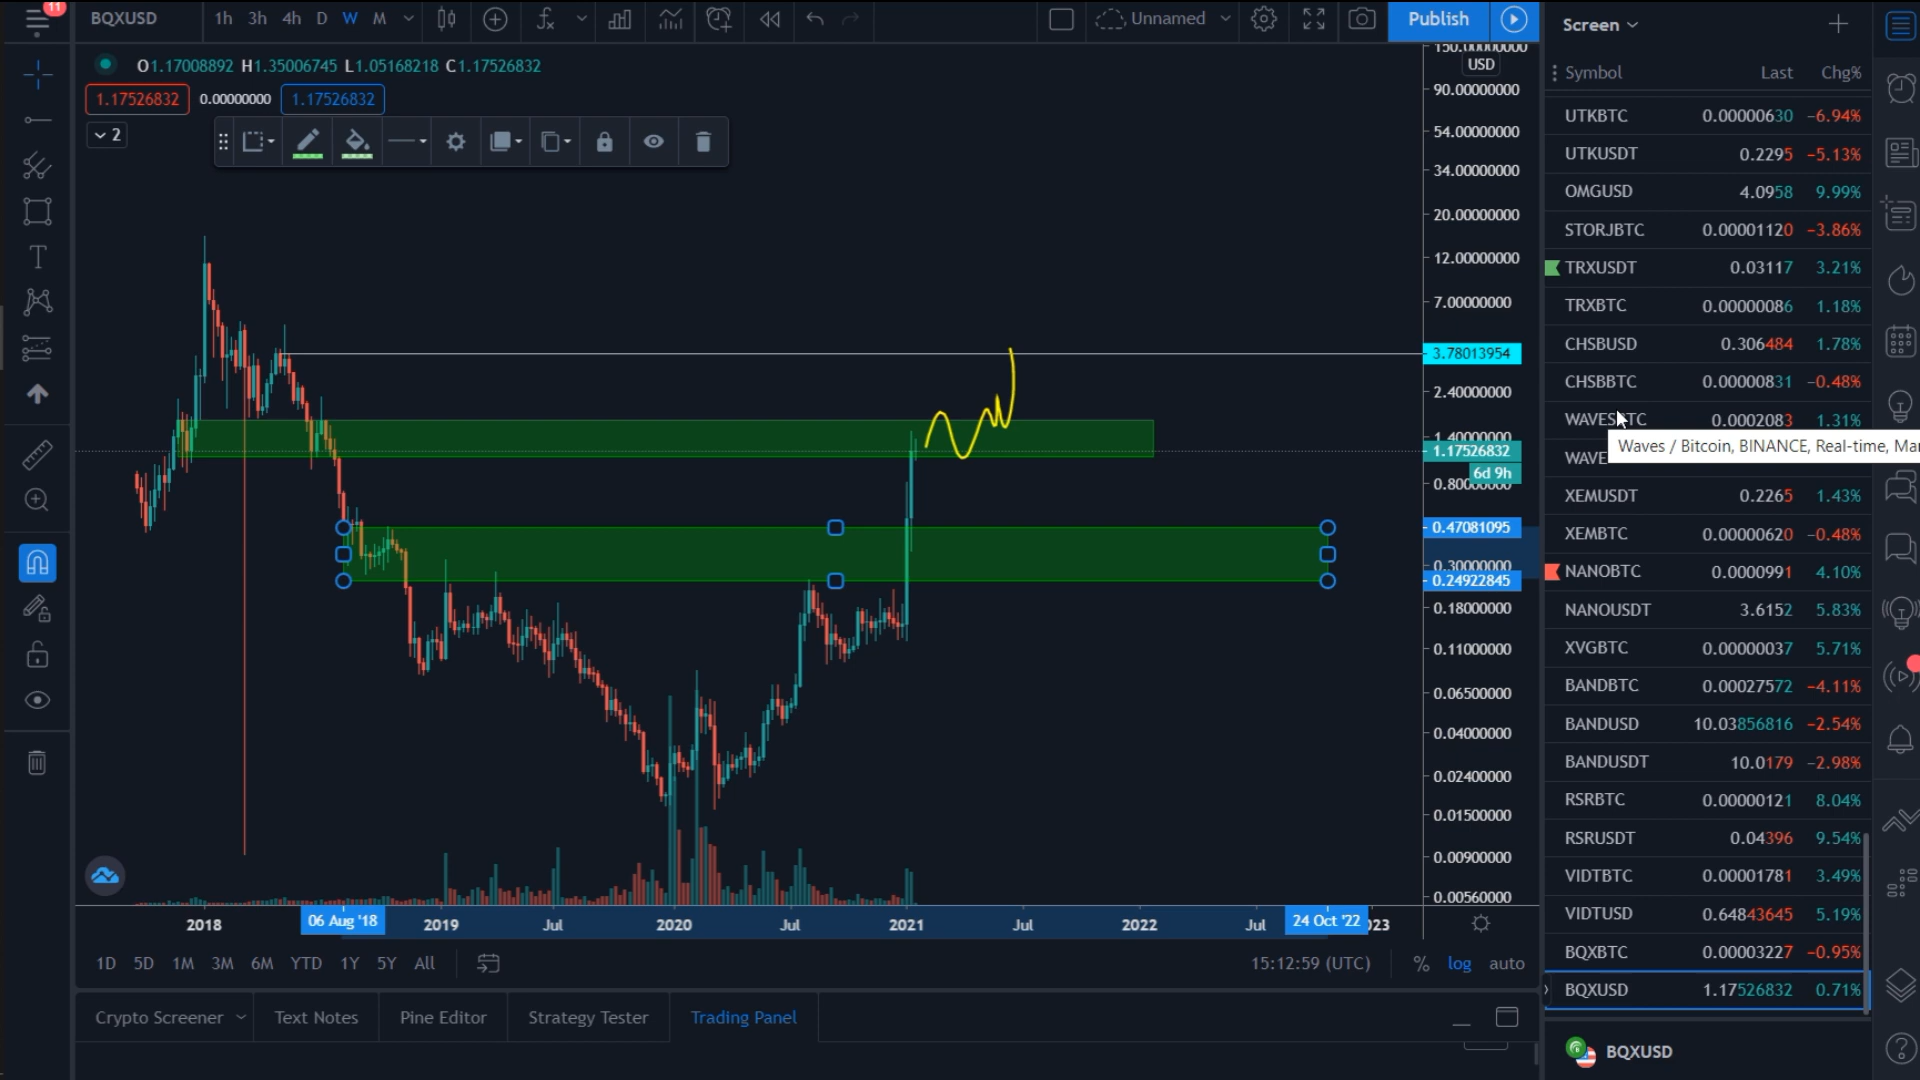 11
BQXUSD
1h 3h 4h D W M
Unnamed
Publish
Screen
O1.17008892 H1.35006745 L1.05168218 C1.17526832
1.17526832 0.00000000 1.17526832
2
USD
150.00000000
90.00000000
54.00000000
34.00000000
20.00000000
12.00000000
7.00000000
3.78013954
2.40000000
1.40000000
1.17526832
6d 9h
0.80000000
0.47081095
0.30000000
0.24922845
0.18000000
0.11000000
0.06500000
0.04000000
0.02400000
0.01500000
0.00900000
0.00560000
2018 06 Aug '18 2019 Jul 2020 Jul 2021 Jul 2022 Jul 24 Oct '22 023
1D 5D 1M 3M 6M YTD 1Y 5Y All
15:12:59 (UTC) % log auto
Crypto Screener Text Notes Pine Editor Strategy Tester Trading Panel
Symbol Last Chg%
UTKBTC 0.00000630 −6.94%
UTKUSDT 0.2295 −5.13%
OMGUSD 4.0958 9.99%
STORJBTC 0.00001120 −3.86%
TRXUSDT 0.03117 3.21%
TRXBTC 0.00000086 1.18%
CHSBUSD 0.306484 1.78%
CHSBBTC 0.00000831 −0.48%
WAVESBTC 0.0002083 1.31%
Waves / Bitcoin, BINANCE, Real-time, Mar
WAVE
XEMUSDT 0.2265 1.43%
XEMBTC 0.00000620 −0.48%
NANOBTC 0.0000991 4.10%
NANOUSDT 3.6152 5.83%
XVGBTC 0.00000037 5.71%
BANDBTC 0.00027572 −4.11%
BANDUSD 10.03856816 −2.54%
BANDUSDT 10.0179 −2.98%
RSRBTC 0.00000121 8.04%
RSRUSDT 0.04396 9.54%
VIDTBTC 0.00001781 3.49%
VIDTUSD 0.64843645 5.19%
BQXBTC 0.00003227 −0.95%
BQXUSD 1.17526832 0.71%
BQXUSD